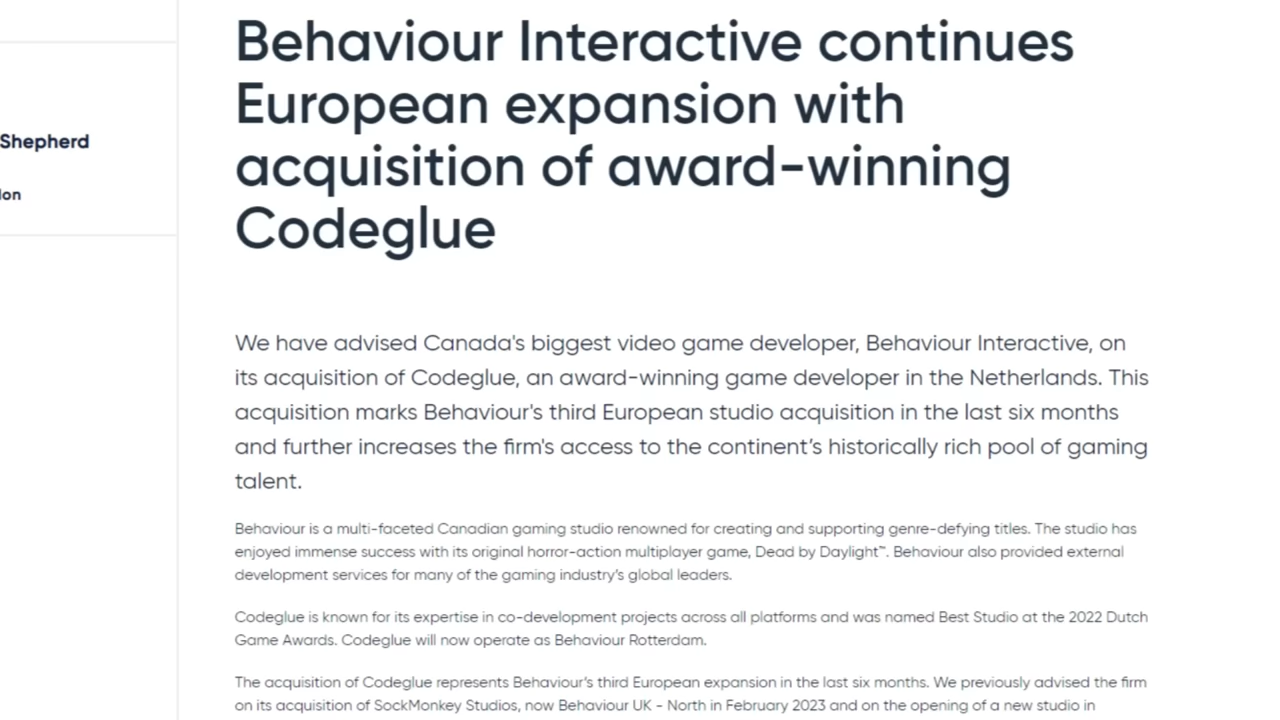 Behaviour Interactive continues
European expansion with
acquisition of award-winning
Codeglue
Shepherd
We have advised Canada's biggest video game developer, Behaviour Interactive, on
its acquisition of Codeglue, an award-winning game developer in the Netherlands. This
acquisition marks Behaviour's third European studio acquisition in the last six months
and further increases the firm's access to the continent’s historically rich pool of gaming
talent.
Behaviour is a multi-faceted Canadian gaming studio renowned for creating and supporting genre-defying titles. The studio has
enjoyed immense success with its original horror-action multiplayer game, Dead by Daylight™. Behaviour also provided external
development services for many of the gaming industry’s global leaders.
Codeglue is known for its expertise in co-development projects across all platforms and was named Best Studio at the 2022 Dutch
Game Awards. Codeglue will now operate as Behaviour Rotterdam.
The acquisition of Codeglue represents Behaviour’s third European expansion in the last six months. We previously advised the firm
on its acquisition of SockMonkey Studios, now Behaviour UK - North in February 2023 and on the opening of a new studio in